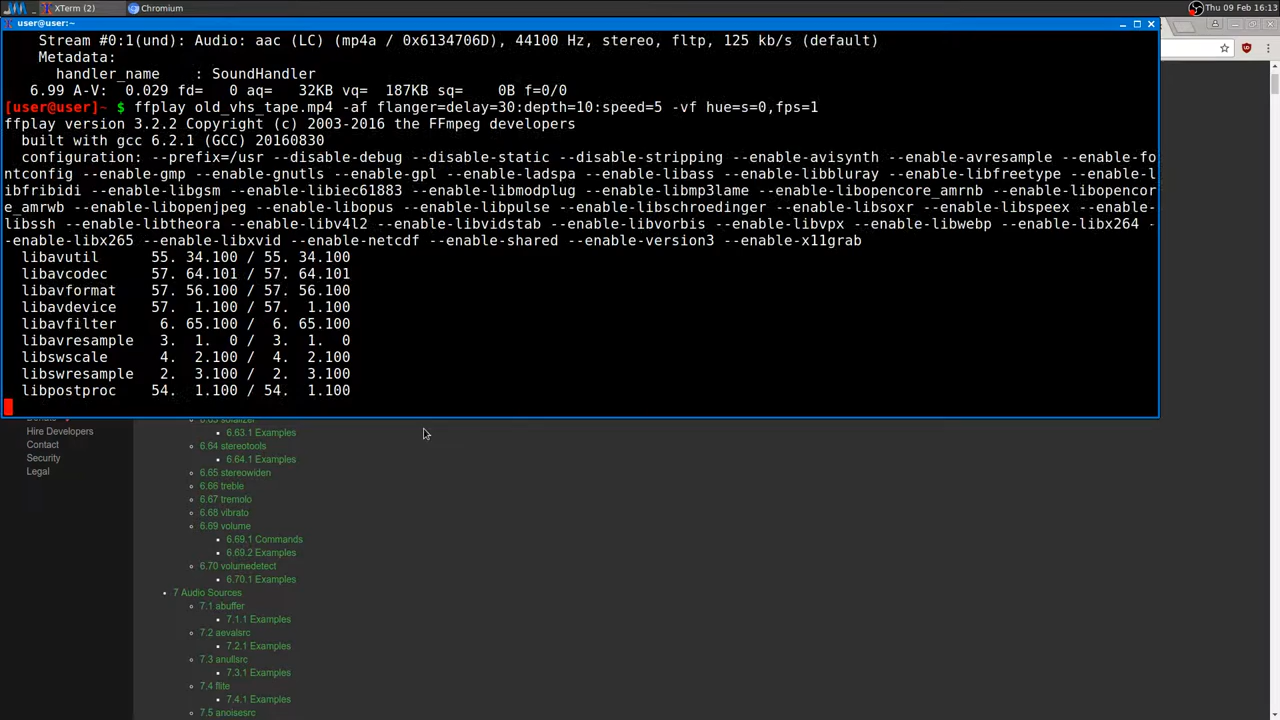 XTerm (2)
Chromium
Thu 09 Feb 16:13
user@user:~
Stream #0:1(und): Audio: aac (LC) (mp4a / 0x6134706D), 44100 Hz, stereo, fltp, 125 kb/s (default)
Metadata:
handler_name : SoundHandler
6.99 A-V: 0.029 fd= 0 aq= 32KB vq= 187KB sq= 0B f=0/0
[user@user]~ $ ffplay old_vhs_tape.mp4 -af flanger=delay=30:depth=10:speed=5 -vf hue=s=0,fps=1
ffplay version 3.2.2 Copyright (c) 2003-2016 the FFmpeg developers
built with gcc 6.2.1 (GCC) 20160830
configuration: --prefix=/usr --disable-debug --disable-static --disable-stripping --enable-avisynth --enable-avresample --enable-fo
ntconfig --enable-gmp --enable-gnutls --enable-gpl --enable-ladspa --enable-libass --enable-libbluray --enable-libfreetype --enable-l
ibfribidi --enable-libgsm --enable-libiec61883 --enable-libmodplug --enable-libmp3lame --enable-libopencore_amrnb --enable-libopencor
e_amrwb --enable-libopenjpeg --enable-libopus --enable-libpulse --enable-libschroedinger --enable-libsoxr --enable-libspeex --enable-
libssh --enable-libtheora --enable-libv4l2 --enable-libvidstab --enable-libvorbis --enable-libvpx --enable-libwebp --enable-libx264 -
-enable-libx265 --enable-libxvid --enable-netcdf --enable-shared --enable-version3 --enable-x11grab
libavutil 55. 34.100 / 55. 34.100
libavcodec 57. 64.101 / 57. 64.101
libavformat 57. 56.100 / 57. 56.100
libavdevice 57. 1.100 / 57. 1.100
libavfilter 6. 65.100 / 6. 65.100
libavresample 3. 1. 0 / 3. 1. 0
libswscale 4. 2.100 / 4. 2.100
libswresample 2. 3.100 / 2. 3.100
libpostproc 54. 1.100 / 54. 1.100
Hire Developers
Contact
Security
Legal
6.63.1 Examples
6.64 stereotools
6.64.1 Examples
6.65 stereowiden
6.66 treble
6.67 tremolo
6.68 vibrato
6.69 volume
6.69.1 Commands
6.69.2 Examples
6.70 volumedetect
6.70.1 Examples
7 Audio Sources
7.1 abuffer
7.1.1 Examples
7.2 aevalsrc
7.2.1 Examples
7.3 anullsrc
7.3.1 Examples
7.4 flite
7.4.1 Examples
7.5 anoisesrc